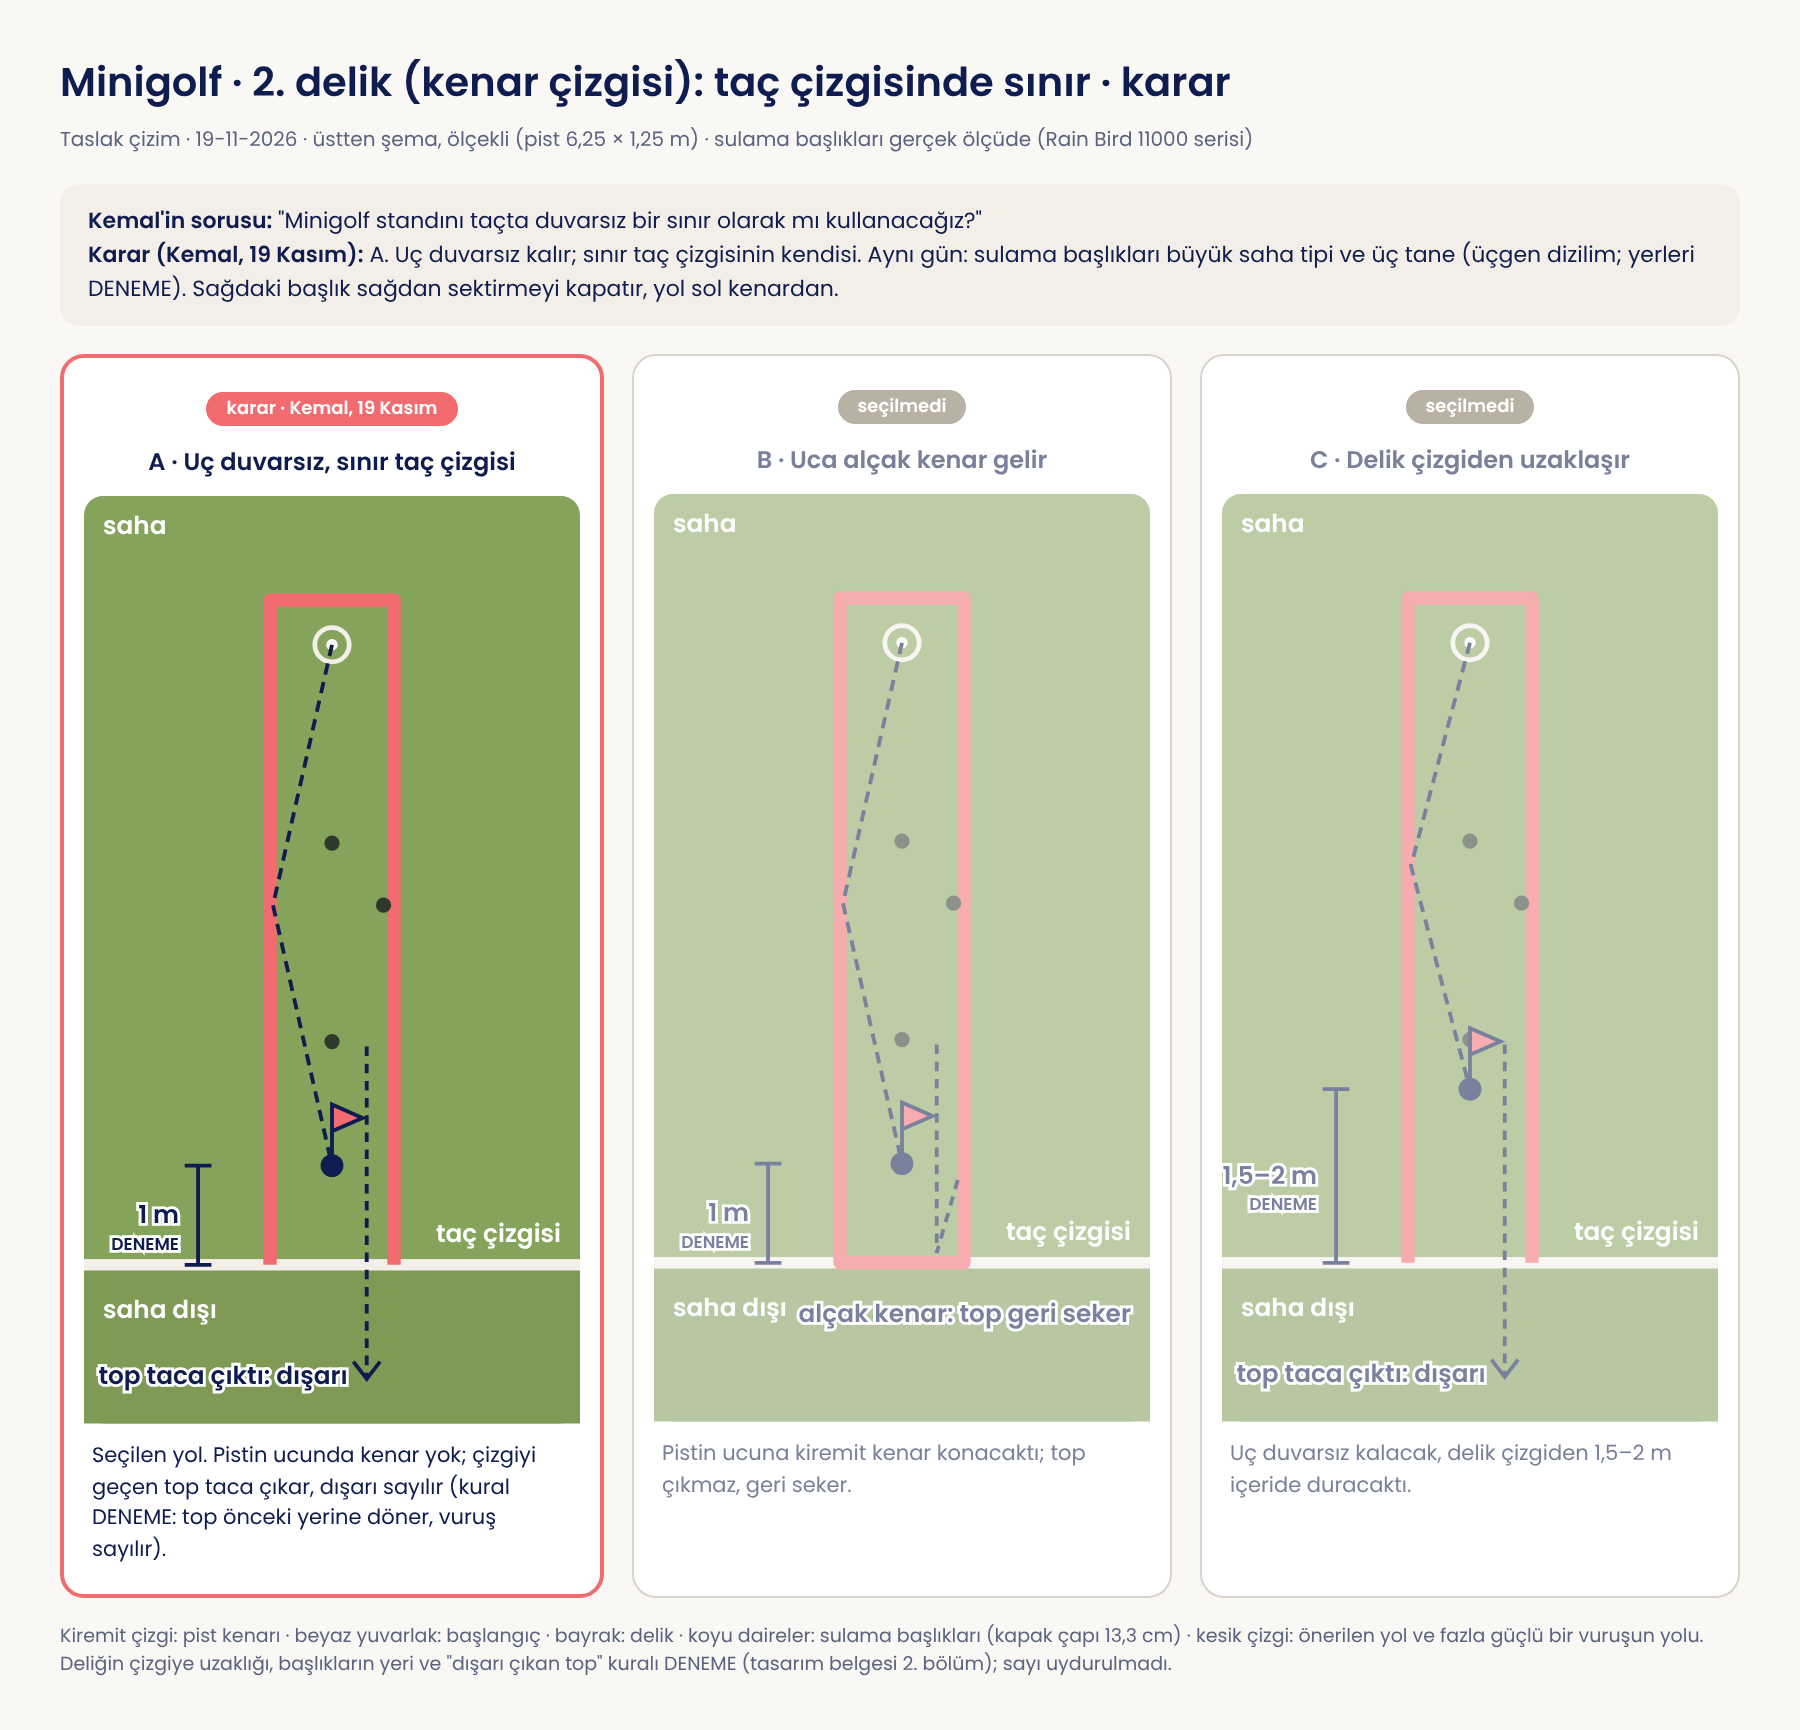 Minigolf · 2. delik (kenar çizgisi): taç çizgisinde sınır · karar
Taslak çizim · 19-11-2026 · üstten şema, ölçekli (pist 6,25 × 1,25 m) · sulama başlıkları gerçek ölçüde (Rain Bird 11000 serisi)
Kemal'in sorusu: "Minigolf standını taçta duvarsız bir sınır olarak mı kullanacağız?"
Karar (Kemal, 19 Kasım): A. Uç duvarsız kalır; sınır taç çizgisinin kendisi. Aynı gün: sulama başlıkları büyük saha tipi ve üç tane (üçgen dizilim; yerleri
DENEME). Sağdaki başlık sağdan sektirmeyi kapatır, yol sol kenardan.
karar · Kemal, 19 Kasım
A · Uç duvarsız, sınır taç çizgisi
saha
1 m
DENEME
taç çizgisi
saha dışı
top taca çıktı: dışarı
Seçilen yol. Pistin ucunda kenar yok; çizgiyi
geçen top taca çıkar, dışarı sayılır (kural
DENEME: top önceki yerine döner, vuruş
sayılır).
seçilmedi
B · Uca alçak kenar gelir
saha
1 m
DENEME
taç çizgisi
saha dışı
alçak kenar: top geri seker
Pistin ucuna kiremit kenar konacaktı; top
çıkmaz, geri seker.
seçilmedi
C · Delik çizgiden uzaklaşır
saha
1,5–2 m
DENEME
taç çizgisi
saha dışı
top taca çıktı: dışarı
Uç duvarsız kalacak, delik çizgiden 1,5–2 m
içeride duracaktı.
Kiremit çizgi: pist kenarı · beyaz yuvarlak: başlangıç · bayrak: delik · koyu daireler: sulama başlıkları (kapak çapı 13,3 cm) · kesik çizgi: önerilen yol ve fazla güçlü bir vuruşun yolu.
Deliğin çizgiye uzaklığı, başlıkların yeri ve "dışarı çıkan top" kuralı DENEME (tasarım belgesi 2. bölüm); sayı uydurulmadı.